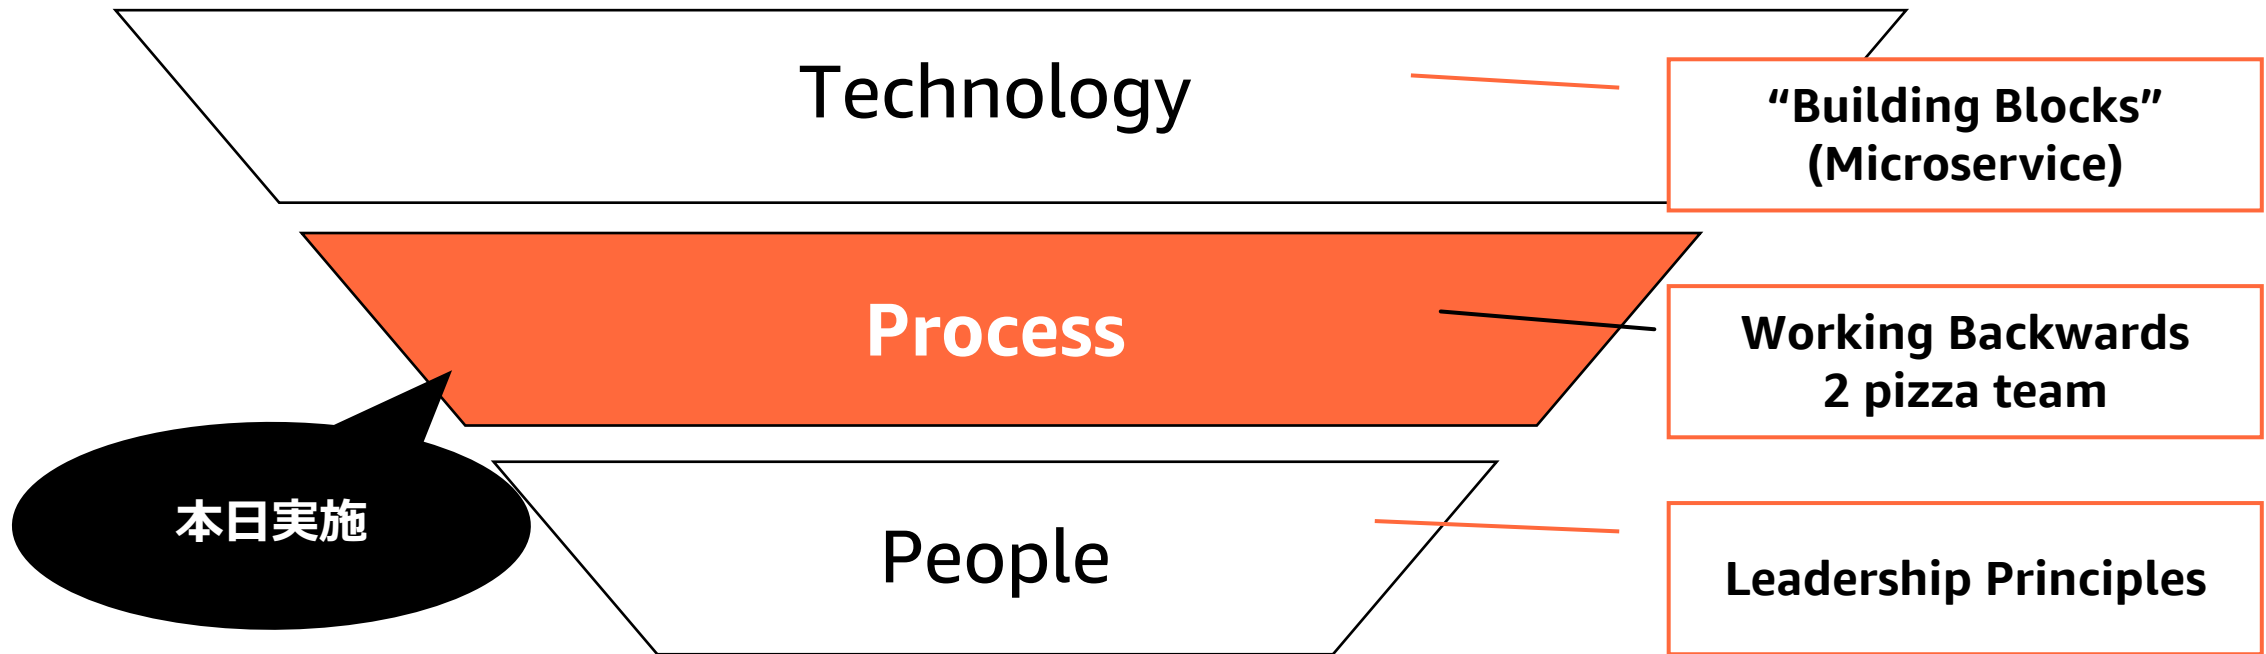 Technology
“Building Blocks”
(Microservice)
Process
Working Backwards
2 pizza team
本日実施
People
Leadership Principles